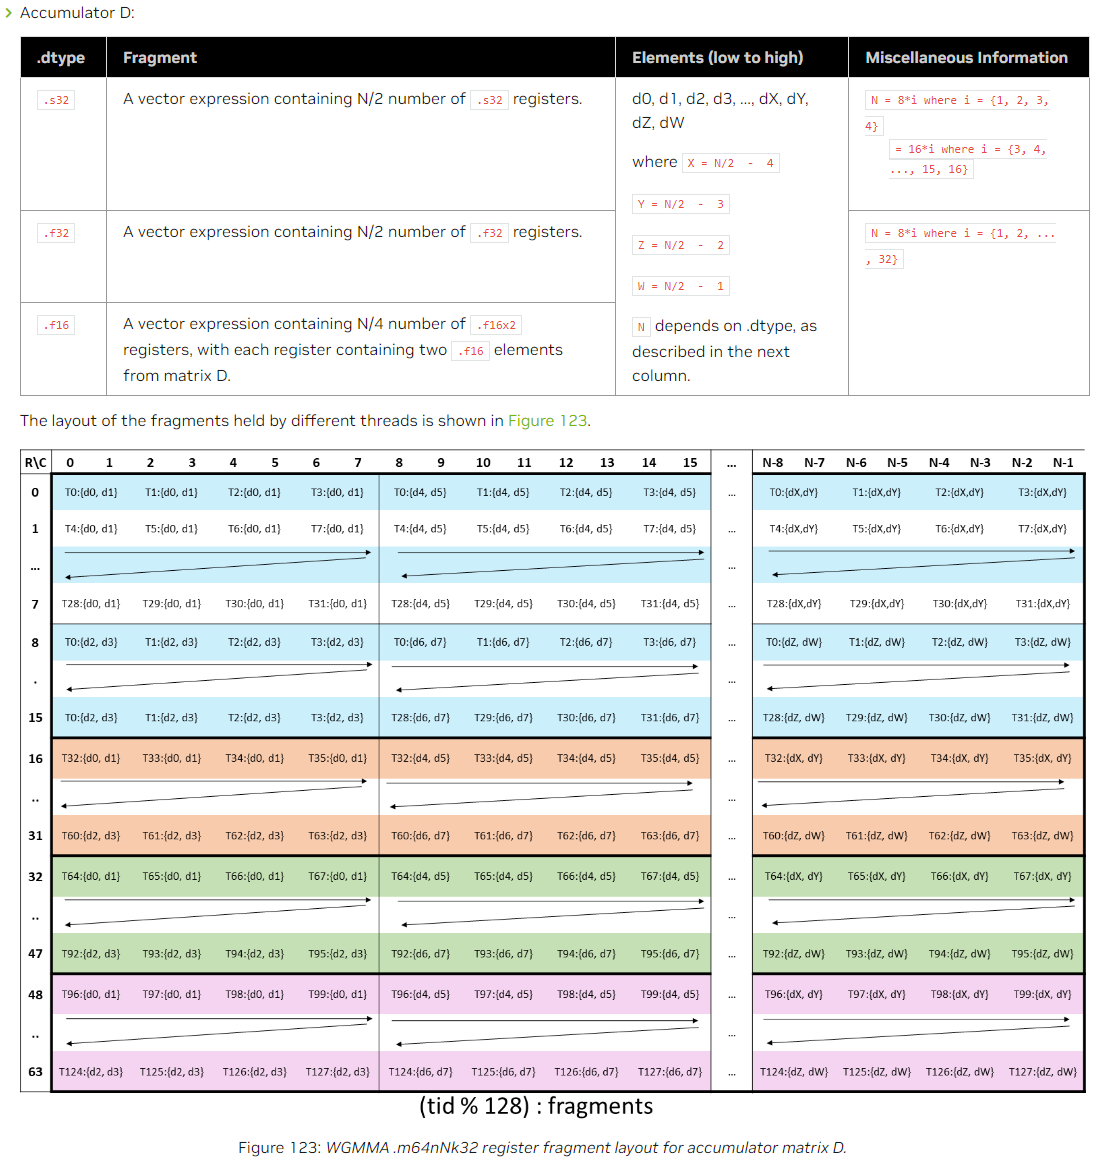 Accumulator D:
.dtype Fragment Elements (low to high) Miscellaneous Information
.s32 A vector expression containing N/2 number of .s32 registers.
d0, d1, d2, d3, ..., dX, dY,
dZ, dW
where X = N/2 - 4
Y = N/2 - 3
Z = N/2 - 2
W = N/2 - 1
N depends on .dtype, as
described in the next
column.
N = 8*i where i = {1, 2, 3,
4}
= 16*i where i = {3, 4,
..., 15, 16}
.f32 A vector expression containing N/2 number of .f32 registers.
N = 8*i where i = {1, 2, ...
, 32}
.f16 A vector expression containing N/4 number of .f16x2
registers, with each register containing two .f16 elements
from matrix D.
The layout of the fragments held by different threads is shown in Figure 123.
R\C 0 1 2 3 4 5 6 7 8 9 10 11 12 13 14 15 ... N-8 N-7 N-6 N-5 N-4 N-3 N-2 N-1
0 T0:{d0, d1} T1:{d0, d1} T2:{d0, d1} T3:{d0, d1} T0:{d4, d5} T1:{d4, d5} T2:{d4, d5} T3:{d4, d5} ... T0:{dX,dY} T1:{dX,dY} T2:{dX,dY} T3:{dX,dY}
1 T4:{d0, d1} T5:{d0, d1} T6:{d0, d1} T7:{d0, d1} T4:{d4, d5} T5:{d4, d5} T6:{d4, d5} T7:{d4, d5} ... T4:{dX,dY} T5:{dX,dY} T6:{dX,dY} T7:{dX,dY}
... ...
7 T28:{d0, d1} T29:{d0, d1} T30:{d0, d1} T31:{d0, d1} T28:{d4, d5} T29:{d4, d5} T30:{d4, d5} T31:{d4, d5} ... T28:{dX,dY} T29:{dX,dY} T30:{dX,dY} T31:{dX,dY}
8 T0:{d2, d3} T1:{d2, d3} T2:{d2, d3} T3:{d2, d3} T0:{d6, d7} T1:{d6, d7} T2:{d6, d7} T3:{d6, d7} ... T0:{dZ, dW} T1:{dZ, dW} T2:{dZ, dW} T3:{dZ, dW}
. ...
15 T0:{d2, d3} T1:{d2, d3} T2:{d2, d3} T3:{d2, d3} T28:{d6, d7} T29:{d6, d7} T30:{d6, d7} T31:{d6, d7} ... T28:{dZ, dW} T29:{dZ, dW} T30:{dZ, dW} T31:{dZ, dW}
16 T32:{d0, d1} T33:{d0, d1} T34:{d0, d1} T35:{d0, d1} T32:{d4, d5} T33:{d4, d5} T34:{d4, d5} T35:{d4, d5} ... T32:{dX, dY} T33:{dX, dY} T34:{dX, dY} T35:{dX, dY}
.. ...
31 T60:{d2, d3} T61:{d2, d3} T62:{d2, d3} T63:{d2, d3} T60:{d6, d7} T61:{d6, d7} T62:{d6, d7} T63:{d6, d7} ... T60:{dZ, dW} T61:{dZ, dW} T62:{dZ, dW} T63:{dZ, dW}
32 T64:{d0, d1} T65:{d0, d1} T66:{d0, d1} T67:{d0, d1} T64:{d4, d5} T65:{d4, d5} T66:{d4, d5} T67:{d4, d5} ... T64:{dX, dY} T65:{dX, dY} T66:{dX, dY} T67:{dX, dY}
.. ...
47 T92:{d2, d3} T93:{d2, d3} T94:{d2, d3} T95:{d2, d3} T92:{d6, d7} T93:{d6, d7} T94:{d6, d7} T95:{d6, d7} ... T92:{dZ, dW} T93:{dZ, dW} T94:{dZ, dW} T95:{dZ, dW}
48 T96:{d0, d1} T97:{d0, d1} T98:{d0, d1} T99:{d0, d1} T96:{d4, d5} T97:{d4, d5} T98:{d4, d5} T99:{d4, d5} ... T96:{dX, dY} T97:{dX, dY} T98:{dX, dY} T99:{dX, dY}
.. ...
63 T124:{d2, d3} T125:{d2, d3} T126:{d2, d3} T127:{d2, d3} T124:{d6, d7} T125:{d6, d7} T126:{d6, d7} T127:{d6, d7} ... T124:{dZ, dW} T125:{dZ, dW} T126:{dZ, dW} T127:{dZ, dW}
(tid % 128) : fragments
Figure 123: WGMMA .m64nNk32 register fragment layout for accumulator matrix D.